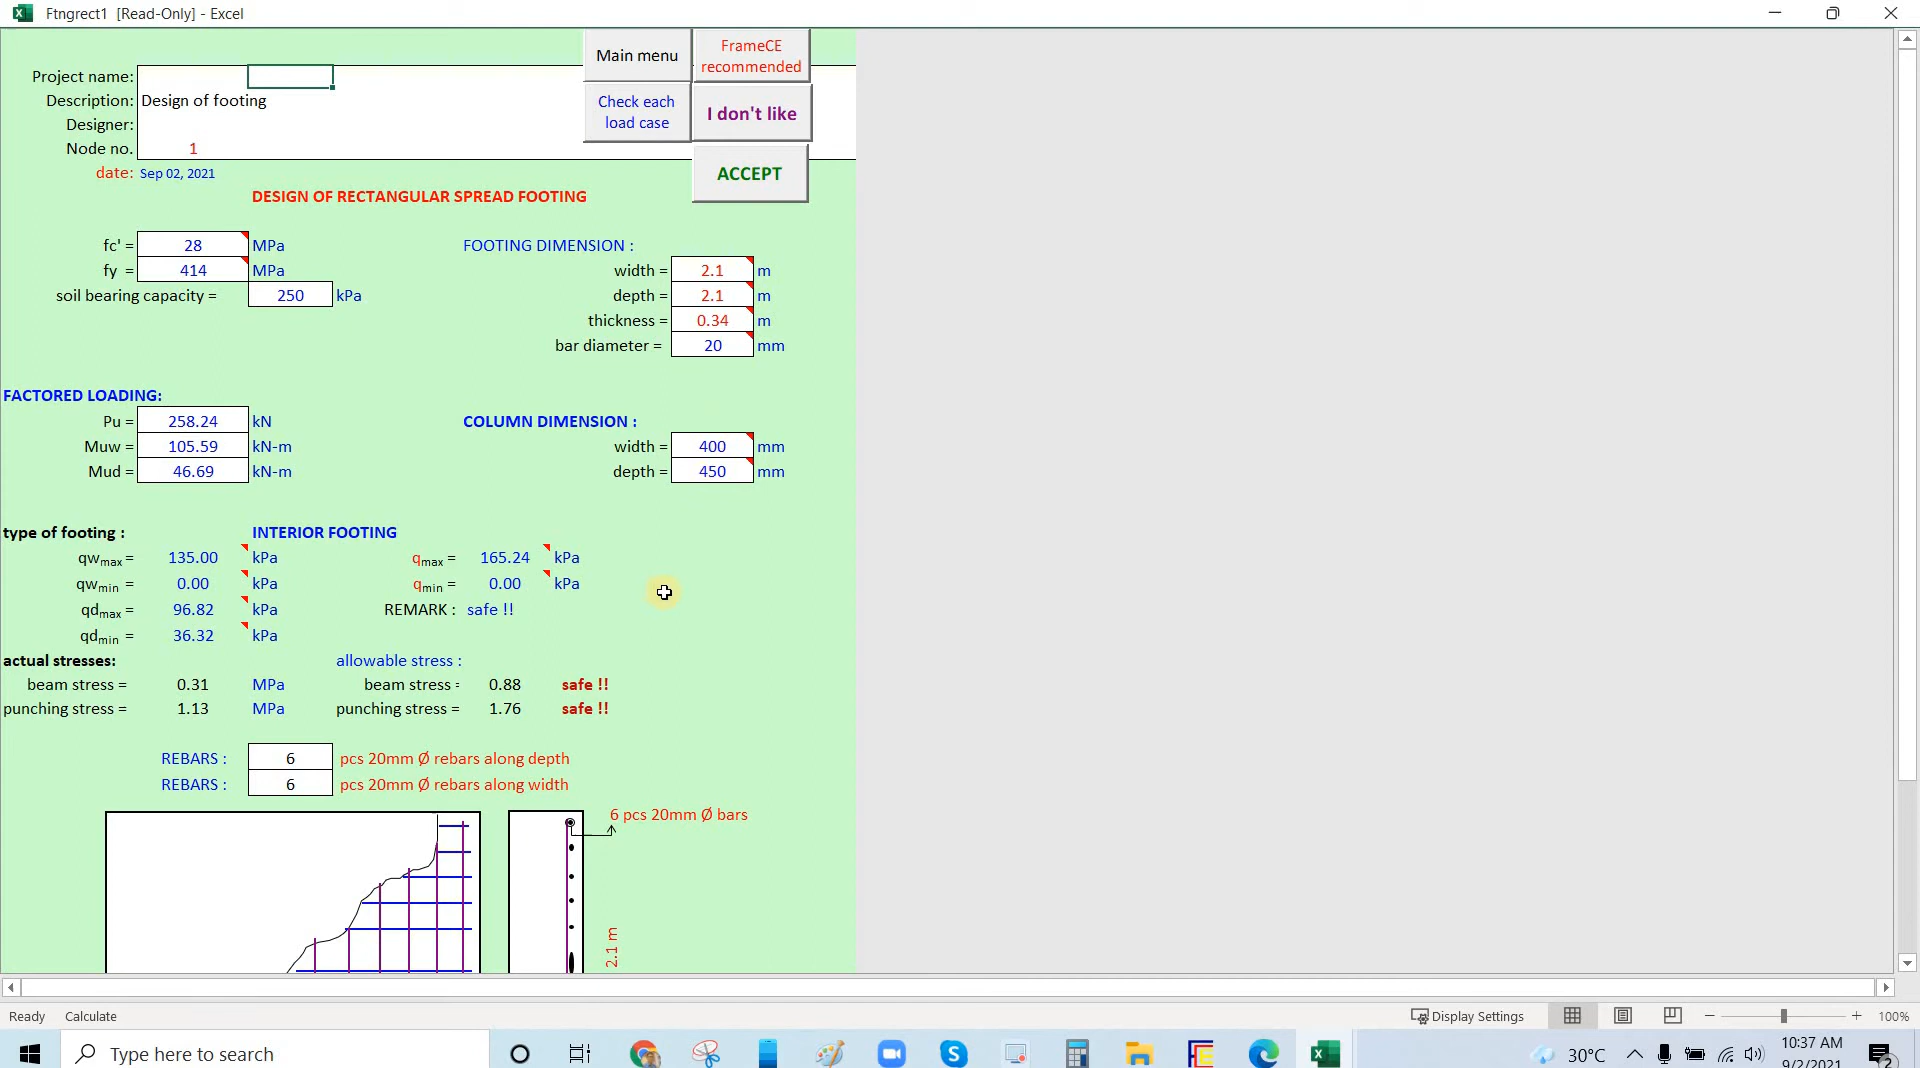 Ftngrect1 [Read-Only] - Excel
Main menu
FrameCE recommended
Project name:
Description: Design of footing
Check each load case
I don't like
Designer:
Node no. 1
date: Sep 02, 2021
ACCEPT
DESIGN OF RECTANGULAR SPREAD FOOTING
fc' = 28 MPa FOOTING DIMENSION :
fy = 414 MPa width = 2.1 m
soil bearing capacity = 250 kPa depth = 2.1 m
thickness = 0.34 m
bar diameter = 20 mm
FACTORED LOADING:
Pu = 258.24 kN COLUMN DIMENSION :
Muw = 105.59 kN-m width = 400 mm
Mud = 46.69 kN-m depth = 450 mm
type of footing : INTERIOR FOOTING
qwmax = 135.00 kPa qmax = 165.24 kPa
qwmin = 0.00 kPa qmin = 0.00 kPa
qdmax = 96.82 kPa REMARK : safe !!
qdmin = 36.32 kPa
actual stresses: allowable stress :
beam stress = 0.31 MPa beam stress : 0.88 safe !!
punching stress = 1.13 MPa punching stress = 1.76 safe !!
REBARS : 6 pcs 20mm Ø rebars along depth
REBARS : 6 pcs 20mm Ø rebars along width
6 pcs 20mm Ø bars
2.1 m
Ready Calculate Display Settings 100%
Type here to search 30°C 10:37 AM
9/2/2021 2